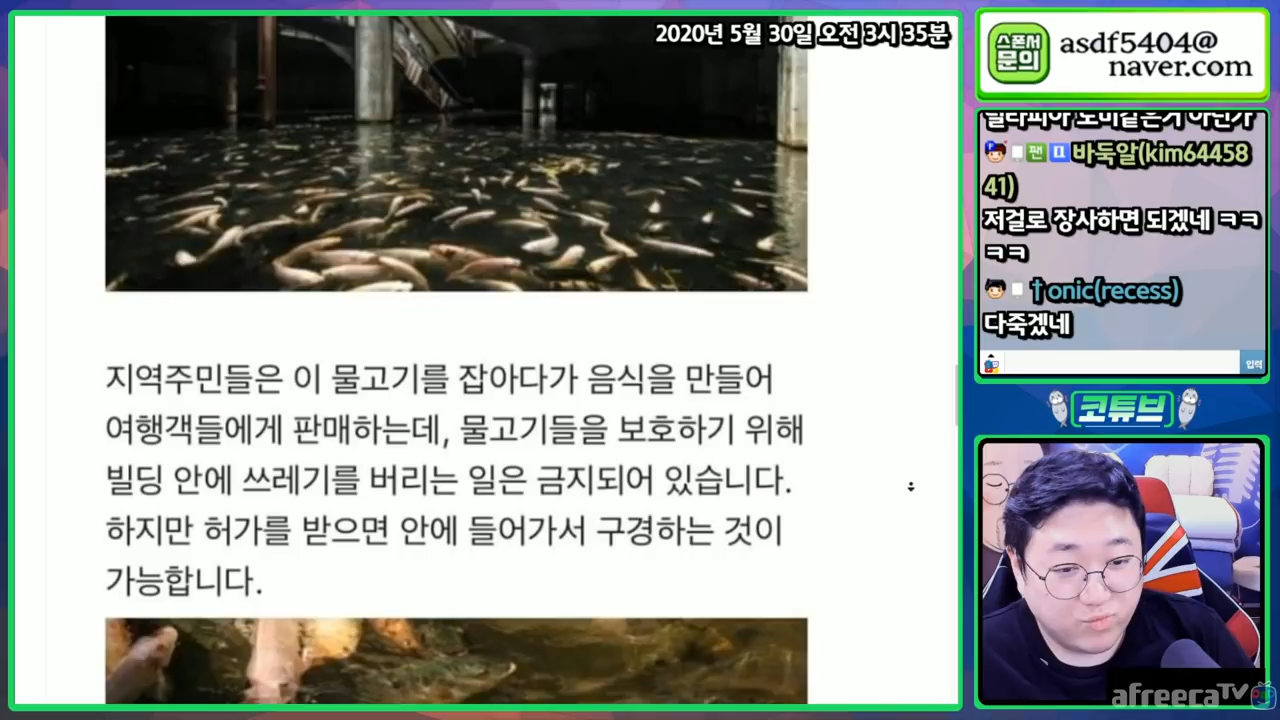 2020년 5월 30일 오전 3시 35분
지역주민들은 이 물고기를 잡아다가 음식을 만들어
여행객들에게 판매하는데, 물고기들을 보호하기 위해
빌딩 안에 쓰레기를 버리는 일은 금지되어 있습니다.
하지만 허가를 받으면 안에 들어가서 구경하는 것이
가능합니다.
스폰서
문의
asdf5404@
naver.com
바둑알(kim64458
41)
저걸로 장사하면 되겠네 ㅋㅋ
ㅋㅋ
†onic(recess)
다죽겠네
입력
코튜브
afreecaTV